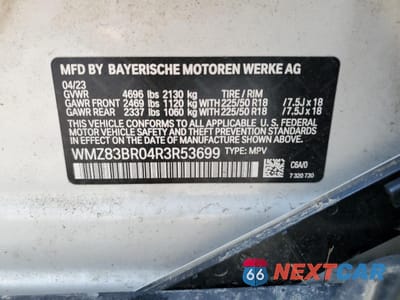 MFD BY BAYERISCHE MOTOREN WERKE AG
04/23
GVWR 4696 lbs 2130 kg TIRE / RIM
GAWR FRONT 2469 lbs 1120 kg 225/50 R18 /7.5J x 18
GAWR REAR 2337 lbs 1060 kg 225/50 R18 /7.5J x 18
THIS VEHICLE CONFORMS TO ALL APPLICABLE U.S. FEDERAL
MOTOR VEHICLE SAFETY, BUMPER, AND THEFT PREVENTION
STANDARDS IN EFFECT ON THE DATE OF MANUFACTURE
SHOWN ABOVE.
WMZ83BR04R3R53699 TYPE: MPV
C6A/0
7 320 730
66 NEXTCAR